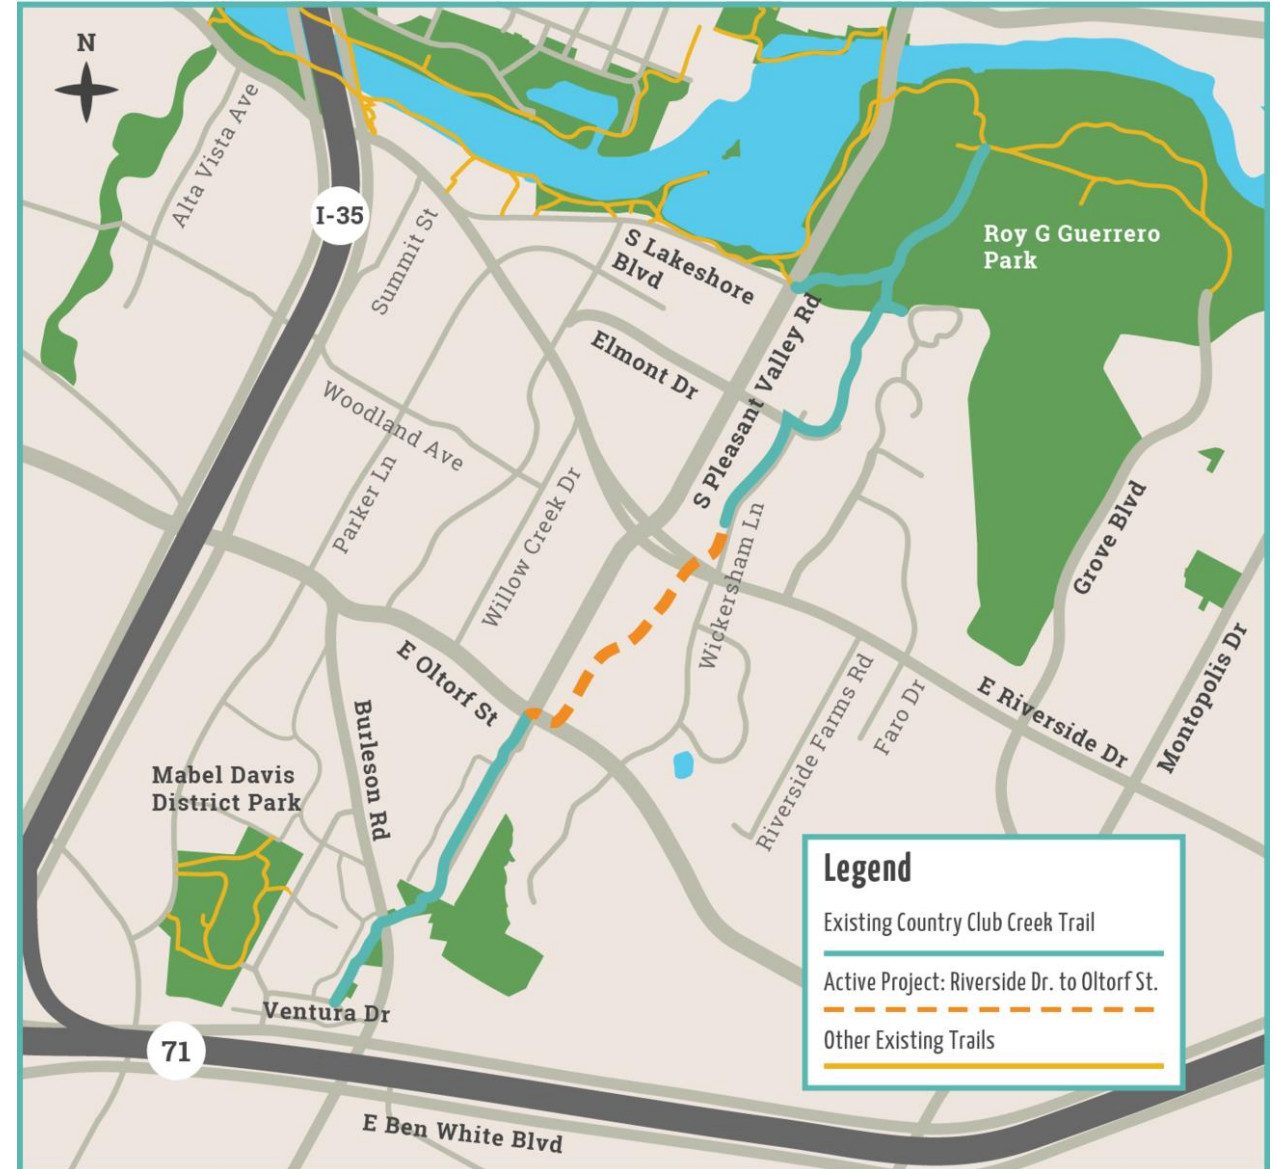 N
Alta Vista Ave
I-35
Summit St
S Lakeshore
Blvd
Roy G Guerrero
Park
Elmont Dr
S Pleasant Valley Rd
Woodland Ave
Parker Ln
Willow Creek Dr
Wickersham Ln
Grove Blvd
E Oltorf St
Burleson Rd
Riverside Farms Rd
Faro Dr
E Riverside Dr
Montopolis Dr
Mabel Davis
District Park
Ventura Dr
71
E Ben White Blvd
Legend
Existing Country Club Creek Trail
Active Project: Riverside Dr. to Oltorf St.
Other Existing Trails